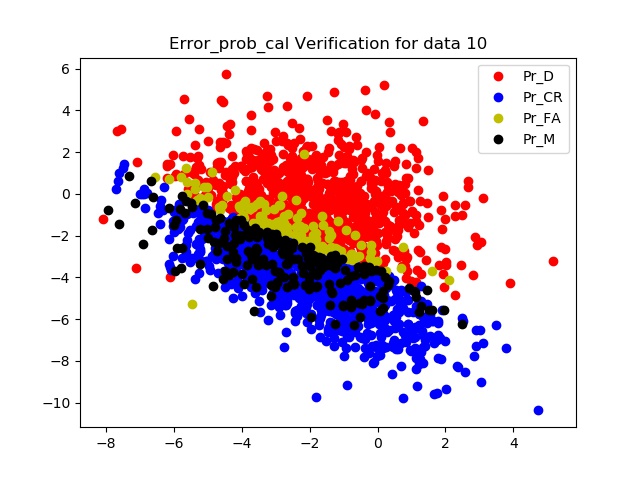 Error_prob_cal Verification for data 10
Pr_D
Pr_CR
Pr_FA
Pr_M
6
4
2
0
−2
−4
−6
−8
−10
−8 −6 −4 −2 0 2 4